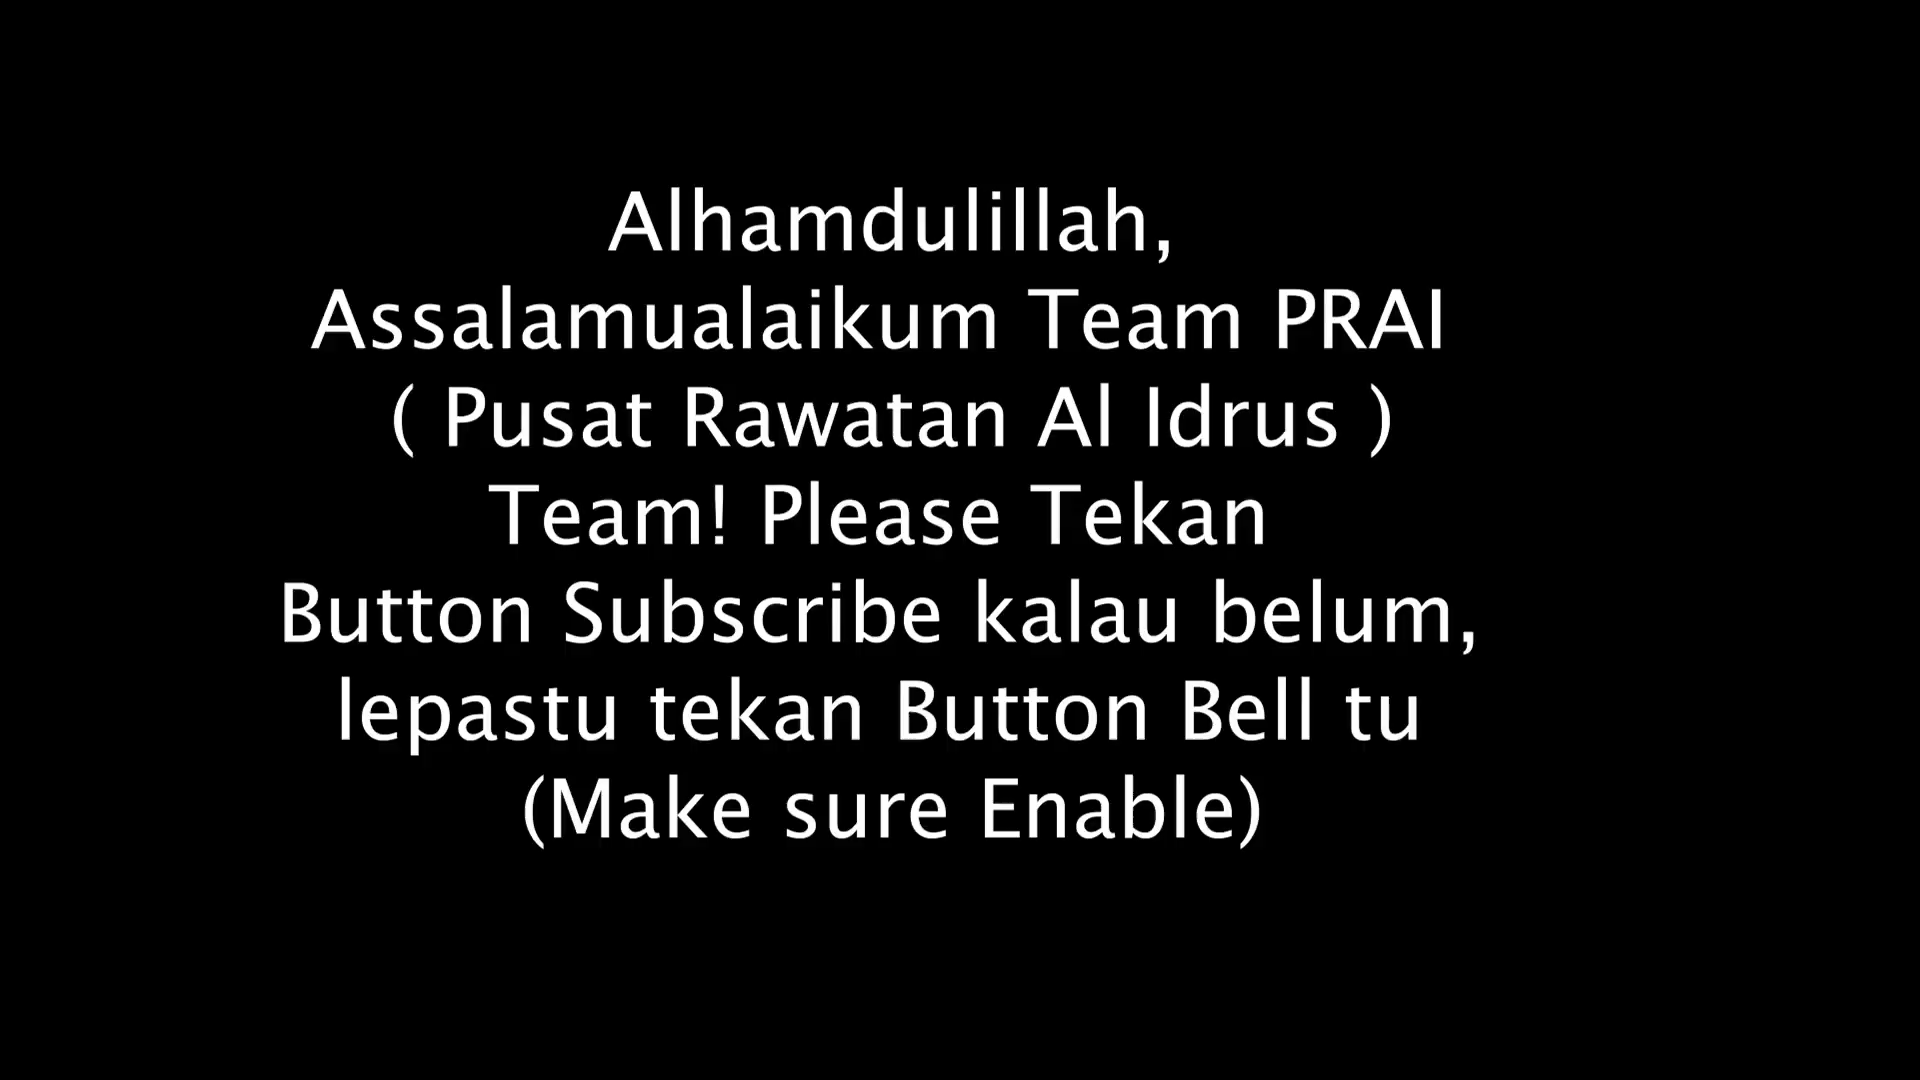 Alhamdulillah,
Assalamualaikum Team PRAI
( Pusat Rawatan Al Idrus )
Team! Please Tekan
Button Subscribe kalau belum,
lepastu tekan Button Bell tu
(Make sure Enable)